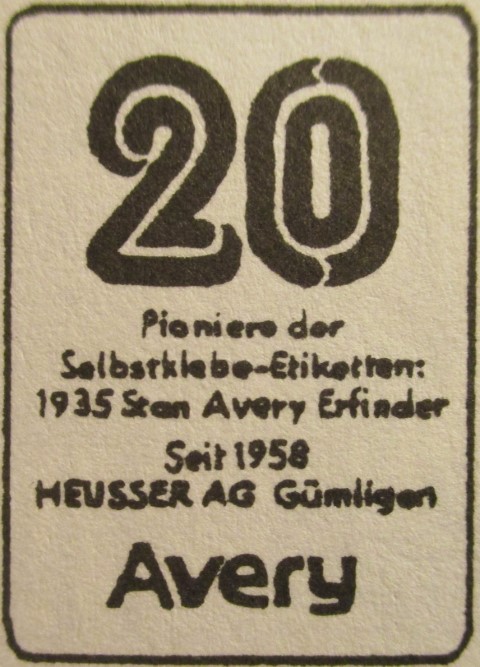 20
Pioniere der
Selbstklebe-Etiketten:
1935 Stan Avery Erfinder
Seit 1958
HEUSSER AG Gümligen
Avery